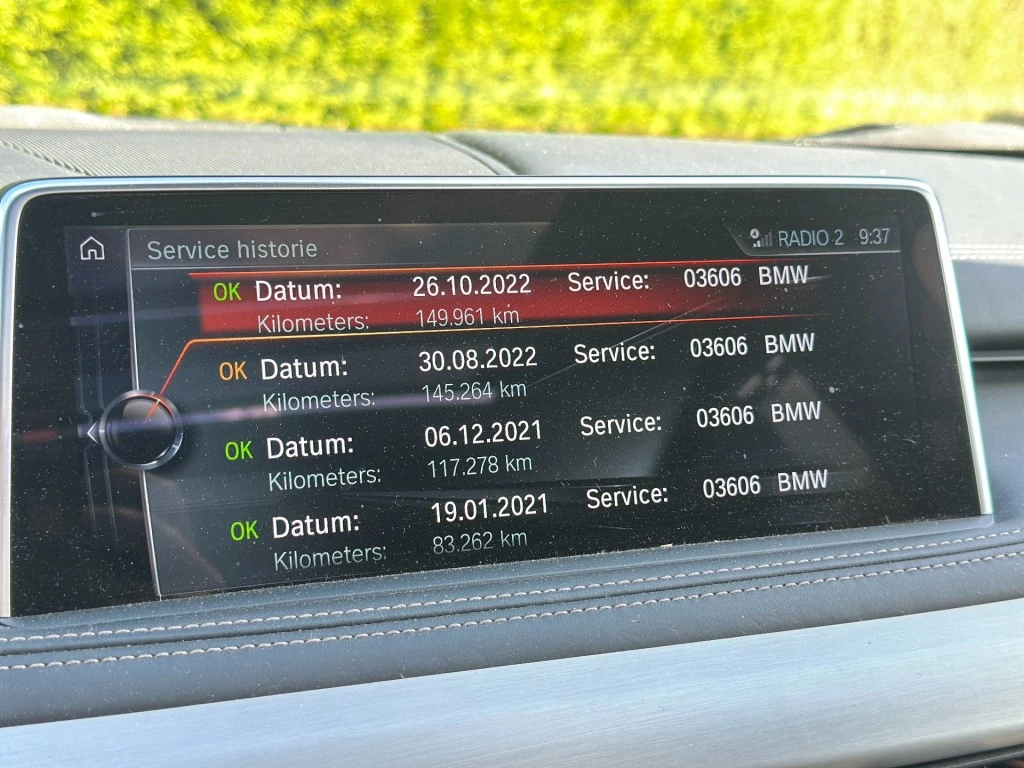 Service historie
RADIO 2 9:37
OK Datum: 26.10.2022 Service: 03606 BMW
Kilometers: 149.961 km
OK Datum: 30.08.2022 Service: 03606 BMW
Kilometers: 145.264 km
OK Datum: 06.12.2021 Service: 03606 BMW
Kilometers: 117.278 km
OK Datum: 19.01.2021 Service: 03606 BMW
Kilometers: 83.262 km